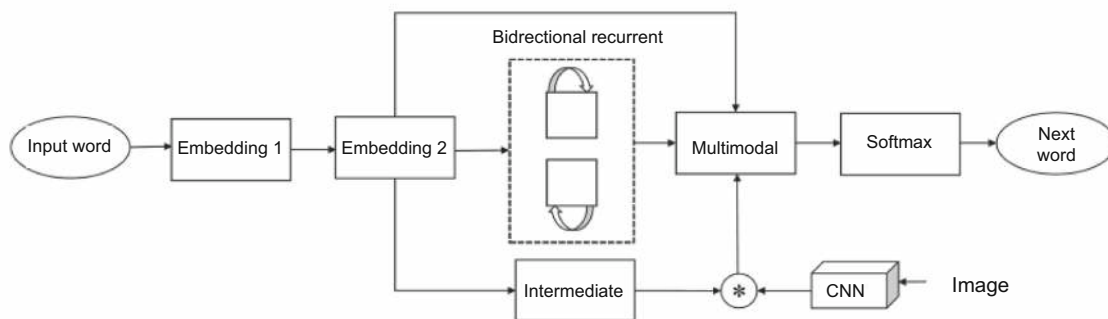 Bidrectional recurrent
Input word
Embedding 1
Embedding 2
Multimodal
Softmax
Next
word
Intermediate
*
CNN
Image